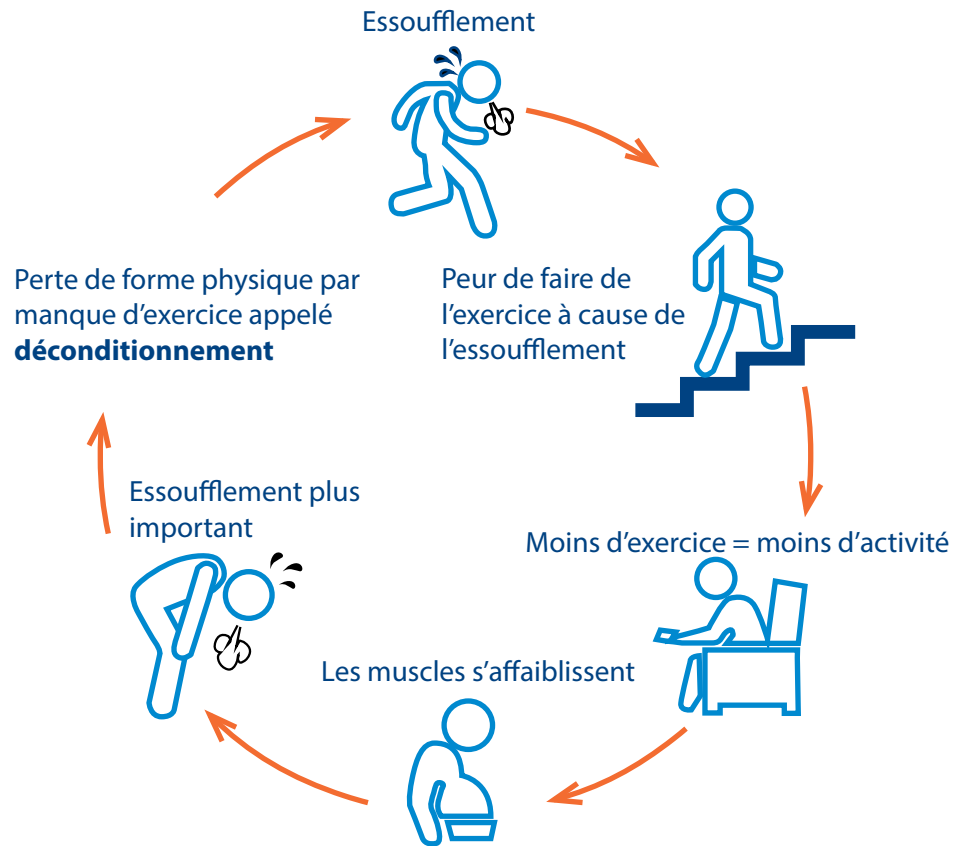 Essoufflement
Peur de faire de
l'exercice à cause de
l'essoufflement
Moins d'exercice = moins d'activité
Les muscles s'affaiblissent
Essoufflement plus
important
Perte de forme physique par
manque d'exercice appelé
déconditionnement